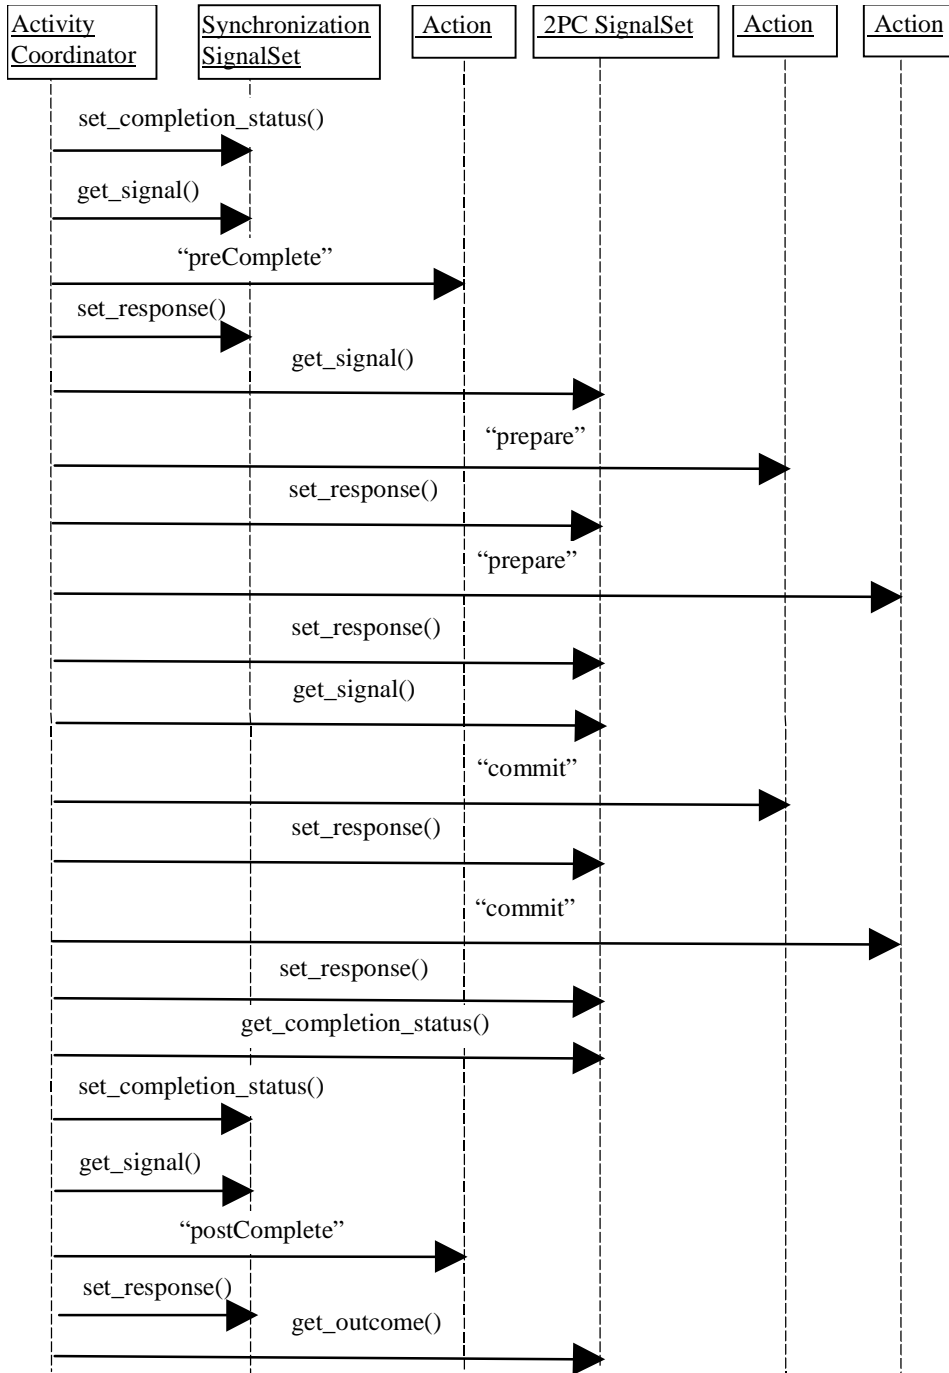 Activity
Coordinator
Synchronization
SignalSet
Action
2PC SignalSet
Action
Action
set_completion_status()
get_signal()
“preComplete”
set_response()
get_signal()
“prepare”
set_response()
“prepare”
set_response()
get_signal()
“commit”
set_response()
“commit”
set_response()
get_completion_status()
set_completion_status()
get_signal()
“postComplete”
set_response()
get_outcome()